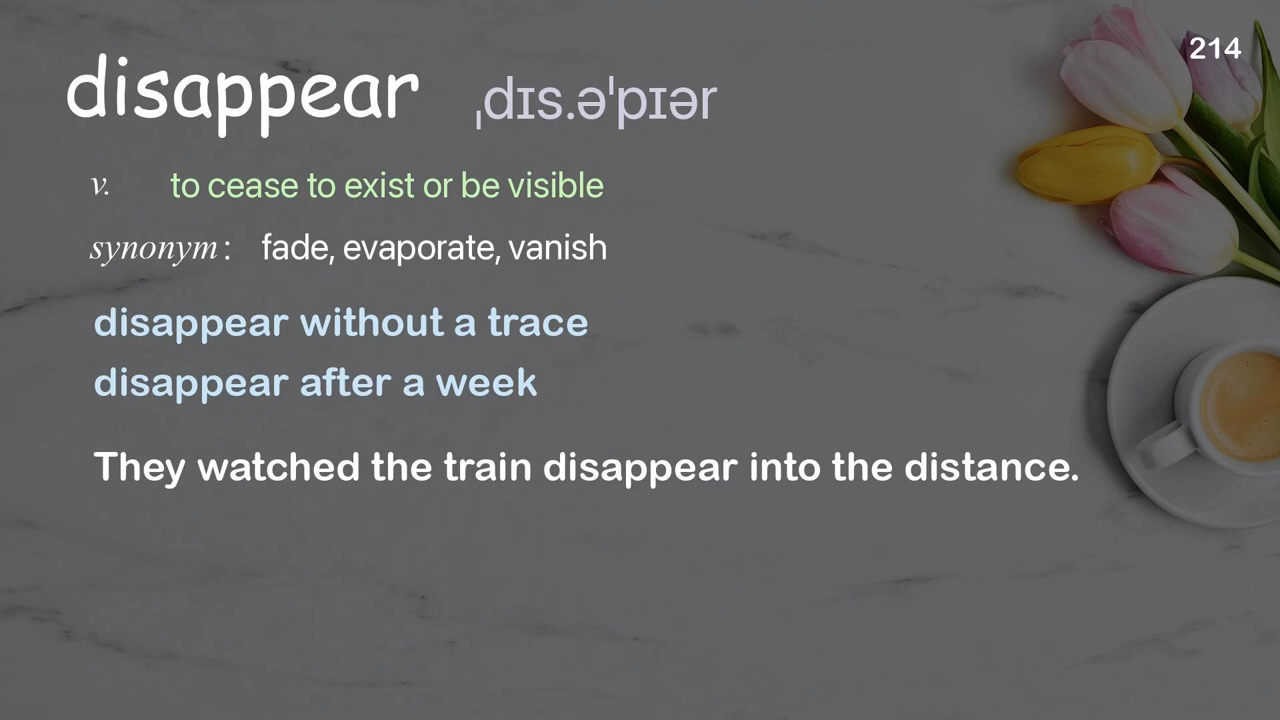 214
disappear ˌdɪs.əˈpɪər
v. to cease to exist or be visible
synonym: fade, evaporate, vanish
disappear without a trace
disappear after a week
They watched the train disappear into the distance.